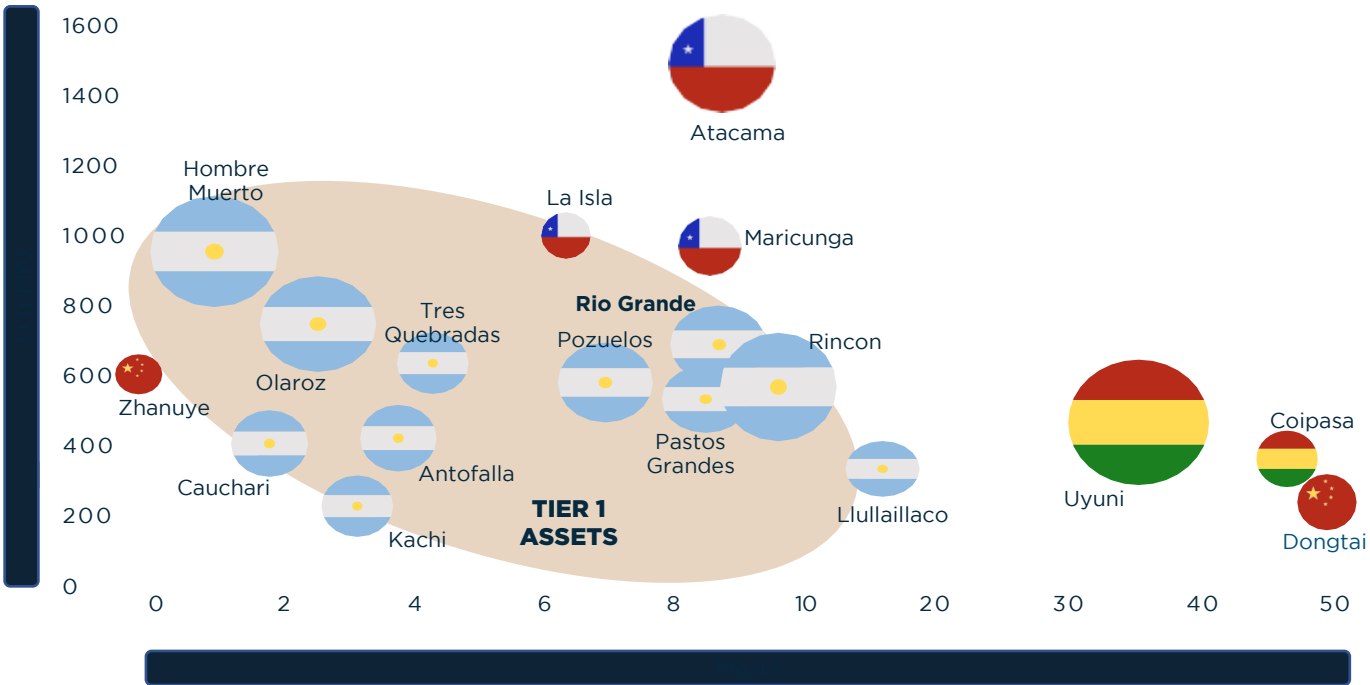 1600
1400
Atacama
1200
Hombre
Muerto
La Isla
1000
Maricunga
800
Tres
Quebradas
Rio Grande
Pozuelos
Rincon
600
Olaroz
Zhanuye
400
Coipasa
Pastos
Grandes
Antofalla
Cauchari
Uyuni
200
TIER 1
ASSETS
Llullaillaco
Kachi
Dongtai
0
0 2 4 6 8 10 20 30 40 50